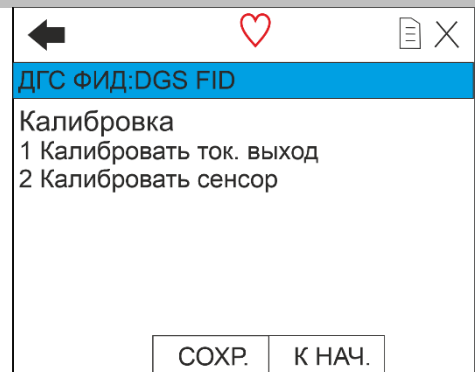 ДГС ФИД:DGS FID
Калибровка
1 Калибровать ток. выход
2 Калибровать сенсор
СОХР. К НАЧ.